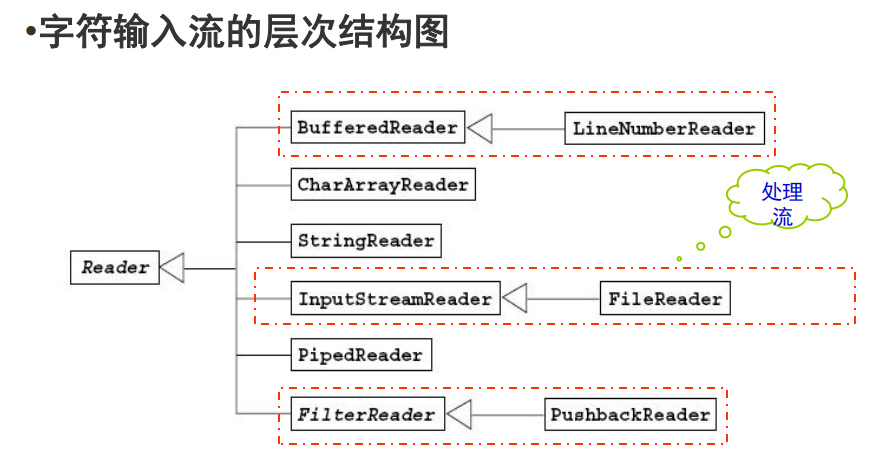 •字符输入流的层次结构图
BufferedReader
LineNumberReader
CharArrayReader
处理
流
StringReader
Reader
InputStreamReader
FileReader
PipedReader
FilterReader
PushbackReader